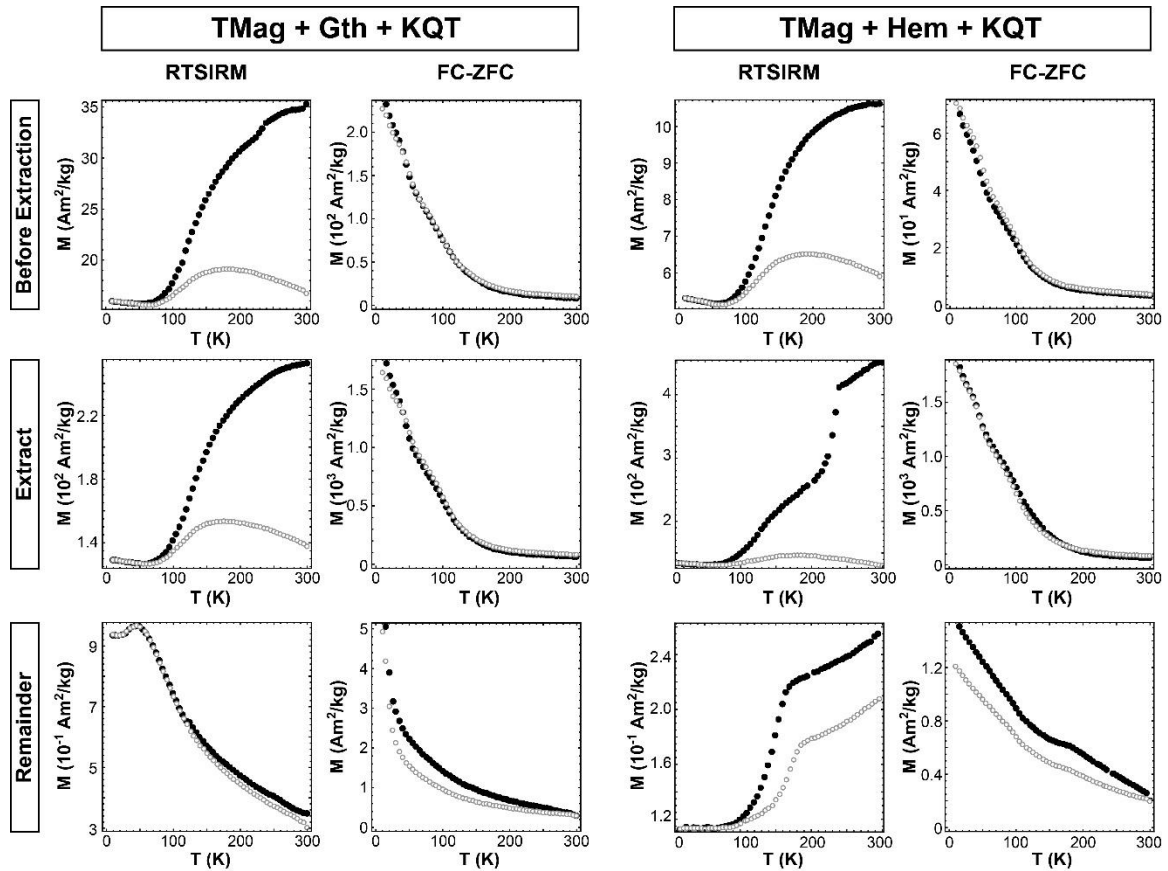 TMag + Gth + KQT
TMag + Hem + KQT
RTSIRM
FC-ZFC
RTSIRM
FC-ZFC
Before Extraction
M (Am²/kg)
35
30
25
20
0 100 200 300
T (K)
M (10² Am²/kg)
2.0
1.5
1.0
0.5
0
0 100 200 300
T (K)
M (Am²/kg)
10
8
6
0 100 200 300
T (K)
M (10¹ Am²/kg)
6
4
2
0
0 100 200 300
T (K)
Extract
M (10² Am²/kg)
2.2
1.8
1.4
0 100 200 300
T (K)
M (10³ Am²/kg)
1.5
1.0
0.5
0
0 100 200 300
T (K)
M (10² Am²/kg)
4
3
2
0 100 200 300
T (K)
M (10³ Am²/kg)
1.5
1.0
0.5
0
0 100 200 300
T (K)
Remainder
M (10⁻¹ Am²/kg)
9
7
5
3
0 100 200 300
T (K)
M (Am²/kg)
5
4
3
2
1
0
0 100 200 300
T (K)
M (10⁻¹ Am²/kg)
2.4
2.0
1.6
1.2
0 100 200 300
T (K)
M (Am²/kg)
1.2
0.8
0.4
0
0 100 200 300
T (K)